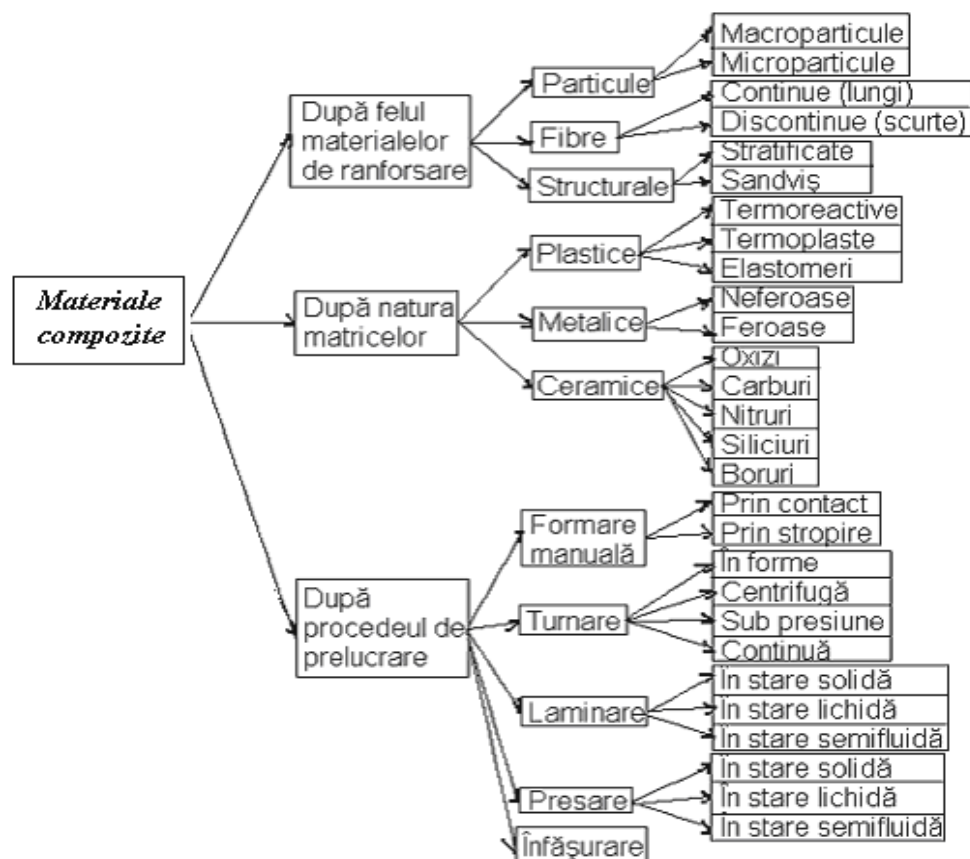 Materiale
compozite
După felul
materialelor
de ranforsare
Particule
Macroparticule
Microparticule
Fibre
Continue (lungi)
Discontinue (scurte)
Structurale
Stratificate
Sandviş
După natura
matricelor
Plastice
Termoreactive
Termoplaste
Elastomeri
Metalice
Neferoase
Feroase
Ceramice
Oxizi
Carburi
Nitruri
Siliciuri
Boruri
După
procedeul de
prelucrare
Formare
manuală
Prin contact
Prin stropire
Turnare
În forme
Centrifugă
Sub presiune
Continuă
Laminare
În stare solidă
În stare lichidă
În stare semifluidă
Presare
În stare solidă
În stare lichidă
În stare semifluidă
Înfăşurare